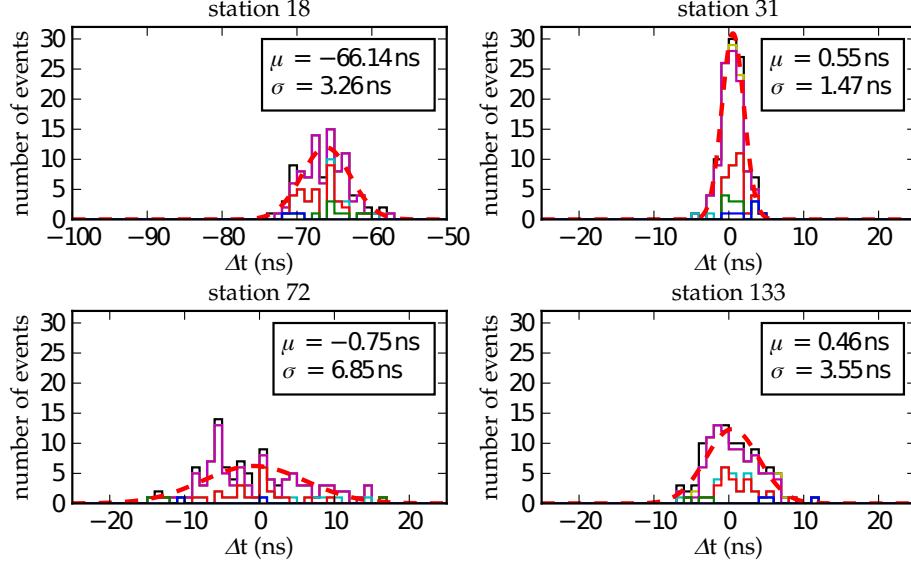 station 18
μ = −66.14 ns
σ = 3.26 ns
number of events
30
25
20
15
10
5
0
−100 −90 −80 −70 −60 −50
Δt (ns)
station 31
μ = 0.55 ns
σ = 1.47 ns
number of events
30
25
20
15
10
5
0
−20 −10 0 10 20
Δt (ns)
station 72
μ = −0.75 ns
σ = 6.85 ns
number of events
30
25
20
15
10
5
0
−20 −10 0 10 20
Δt (ns)
station 133
μ = 0.46 ns
σ = 3.55 ns
number of events
30
25
20
15
10
5
0
−20 −10 0 10 20
Δt (ns)